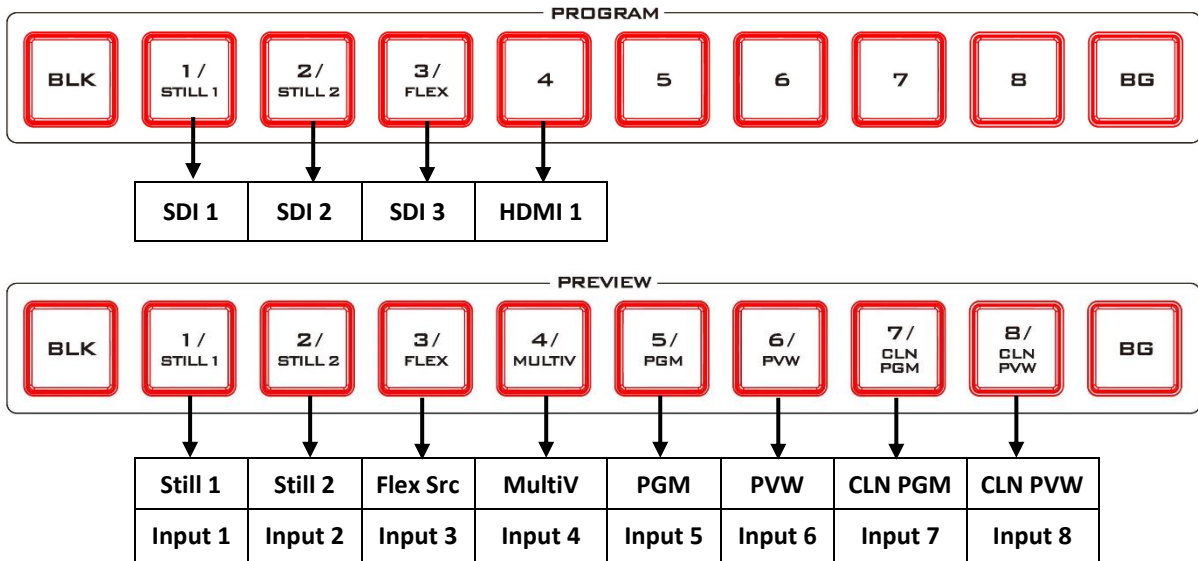 PROGRAM
BLK 1/ 2/ 3/ 4 5 6 7 8 BG
STILL 1 STILL 2 FLEX
SDI 1 SDI 2 SDI 3 HDMI 1
PREVIEW
BLK 1/ 2/ 3/ 4/ 5/ 6/ 7/ 8/ BG
STILL 1 STILL 2 FLEX MULTIV PGM PVW CLN CLN
PGM PVW
Still 1 Still 2 Flex Src MultiV PGM PVW CLN PGM CLN PVW
Input 1 Input 2 Input 3 Input 4 Input 5 Input 6 Input 7 Input 8